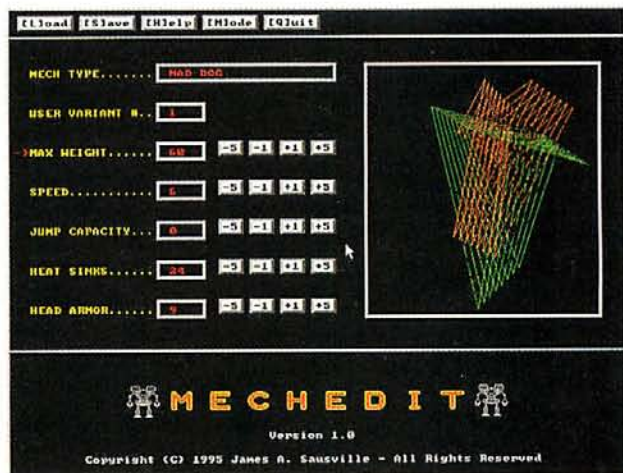 [L]oad [S]ave [H]elp [M]ode [Q]uit
MECH TYPE....... MAD DOG
USER VARIANT #.. 1
->MAX WEIGHT...... 60 -5 -1 +1 +5
SPEED........... 6 -5 -1 +1 +5
JUMP CAPACITY... 0 -5 -1 +1 +5
HEAT SINKS...... 24 -5 -1 +1 +5
HEAD ARMOR...... 9 -5 -1 +1 +5
MECHEDIT
Version 1.0
Copyright (C) 1995 James A. Sausville - All Rights Reserved